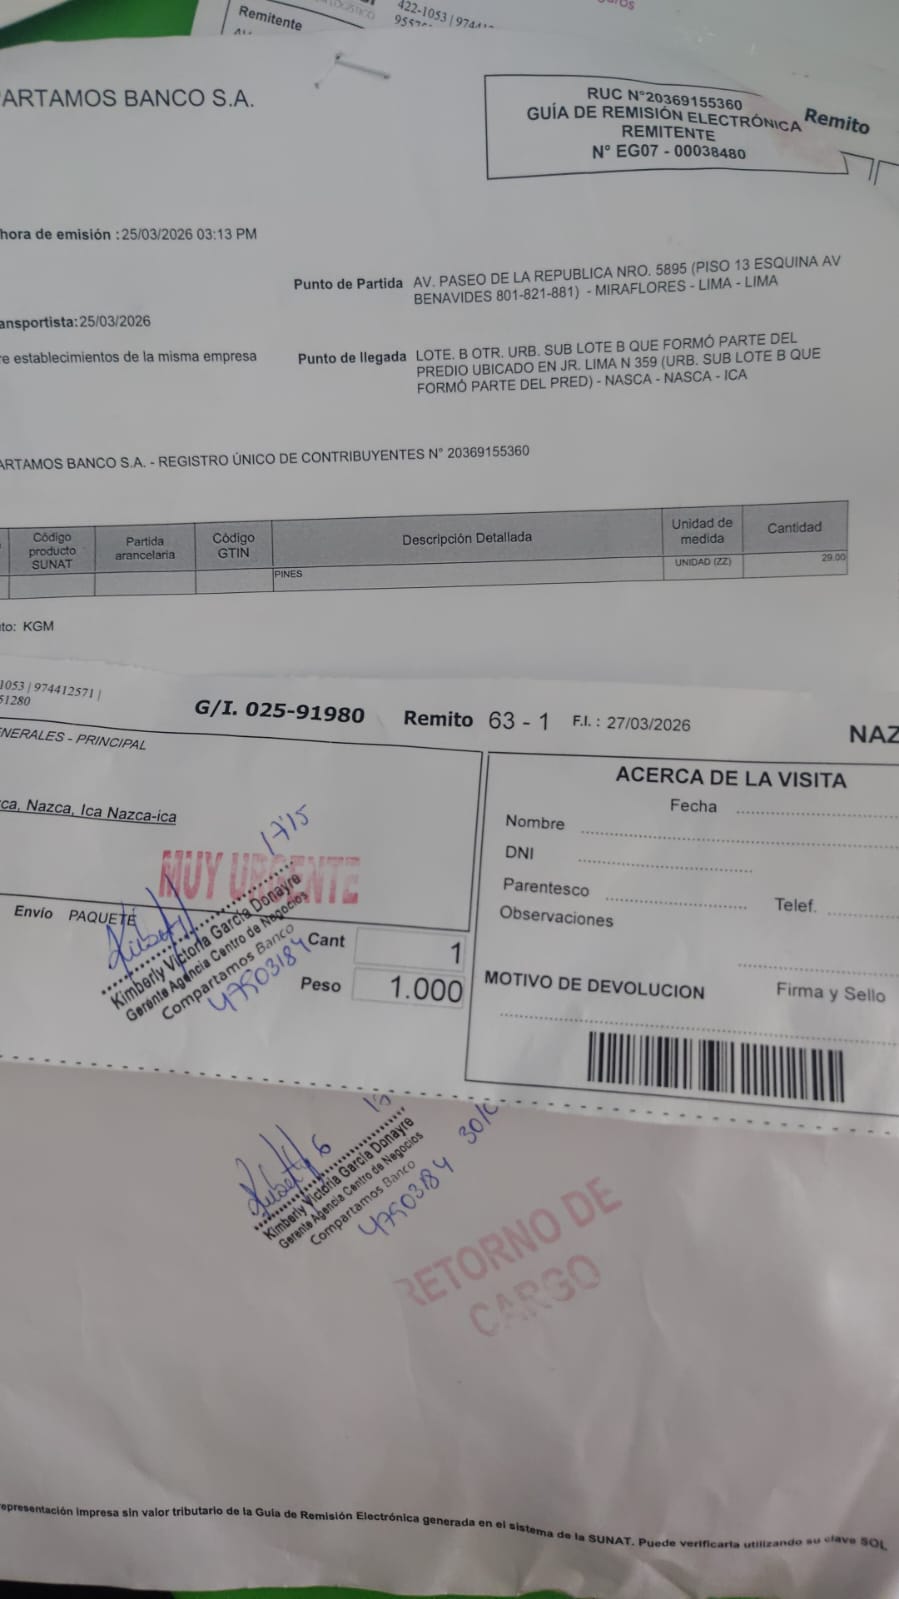 Remitente
422-1053 | 97441
ARTAMOS BANCO S.A.
RUC N°20369155360
GUÍA DE REMISIÓN ELECTRÓNICA
REMITENTE
N° EG07 - 00038480
Remito
hora de emisión :25/03/2026 03:13 PM
Punto de Partida AV. PASEO DE LA REPUBLICA NRO. 5895 (PISO 13 ESQUINA AV
BENAVIDES 801-821-881) - MIRAFLORES - LIMA - LIMA
ansportista:25/03/2026
re establecimientos de la misma empresa
Punto de llegada LOTE. B OTR. URB. SUB LOTE B QUE FORMÓ PARTE DEL
PREDIO UBICADO EN JR. LIMA N 359 (URB. SUB LOTE B QUE
FORMÓ PARTE DEL PRED) - NASCA - NASCA - ICA
ARTAMOS BANCO S.A. - REGISTRO ÚNICO DE CONTRIBUYENTES N° 20369155360
Código producto SUNAT Partida arancelaria Código GTIN Descripción Detallada Unidad de medida Cantidad
PINES UNIDAD (ZZ) 29.00
to: KGM
1053 | 974412571 |
51280
G/I. 025-91980 Remito 63 - 1 F.I. : 27/03/2026
NAZ
ENERALES - PRINCIPAL
ca, Nazca, Ica Nazca-ica
17'15
MUY URGENTE
Envío PAQUETE
Kimberly Victoria García Donayre
Gerente Agencia Centro de Negocios
Compartamos Banco
47503184
Cant 1
Peso 1.000
ACERCA DE LA VISITA
Fecha
Nombre
DNI
Parentesco
Telef.
Observaciones
MOTIVO DE DEVOLUCION
Firma y Sello
Kimberly Victoria García Donayre
Gerente Agencia Centro de Negocios
Compartamos Banco
47503184
RETORNO DE
CARGO
epresentación impresa sin valor tributario de la Guia de Remisión Electrónica generada en el sistema de la SUNAT. Puede verificarla utilizando su clave SOL